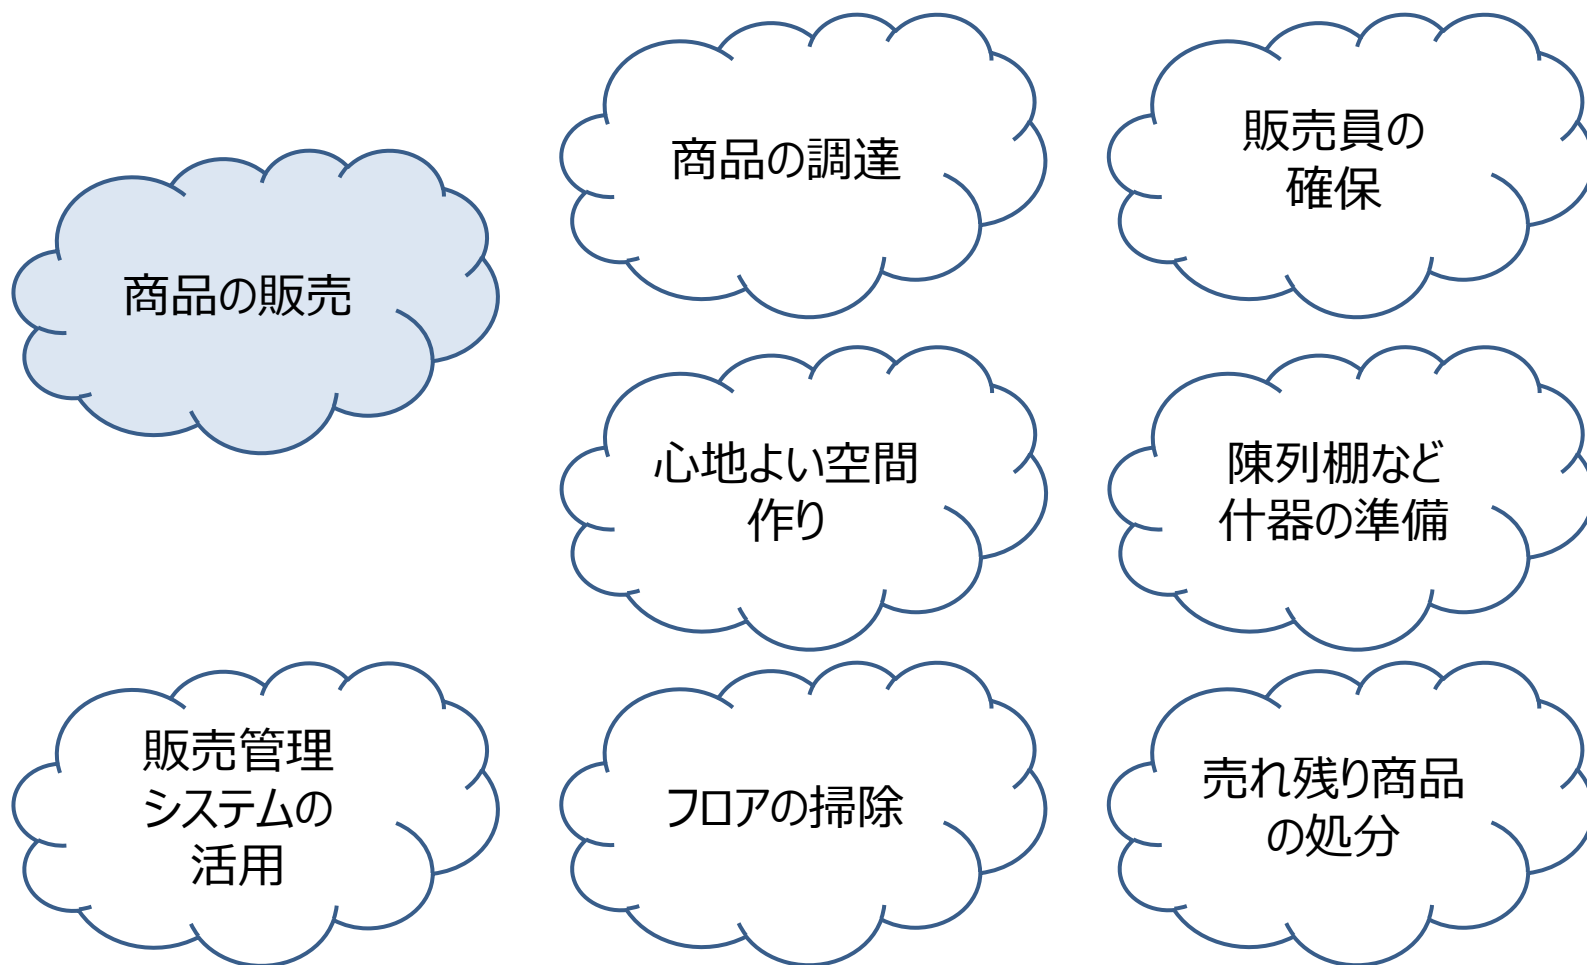 商品の調達
販売員の
確保
商品の販売
心地よい空間
作り
陳列棚など
什器の準備
販売管理
システムの
活用
フロアの掃除
売れ残り商品
の処分